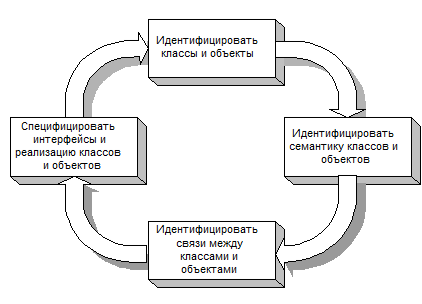 Идентифицировать
классы и объекты
Идентифицировать
семантику классов и
объектов
Идентифицировать
связи между
классами и
объектами
Специфицировать
интерфейсы и
реализацию классов
и объектов